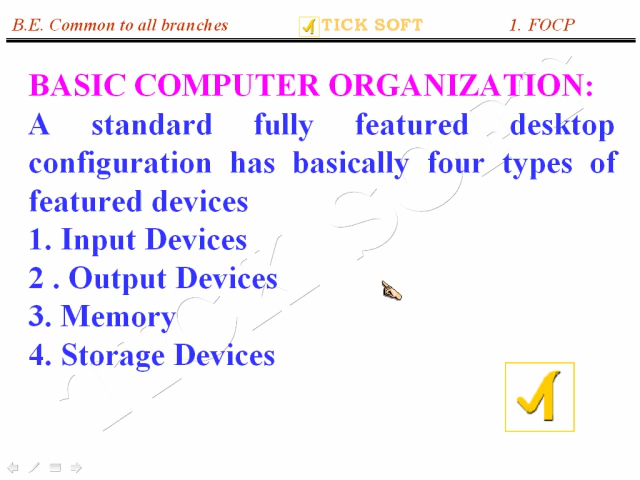 B.E. Common to all branches TICK SOFT 1. FOCP
BASIC COMPUTER ORGANIZATION:
A standard fully featured desktop
configuration has basically four types of
featured devices
1. Input Devices
2 . Output Devices
3. Memory
4. Storage Devices